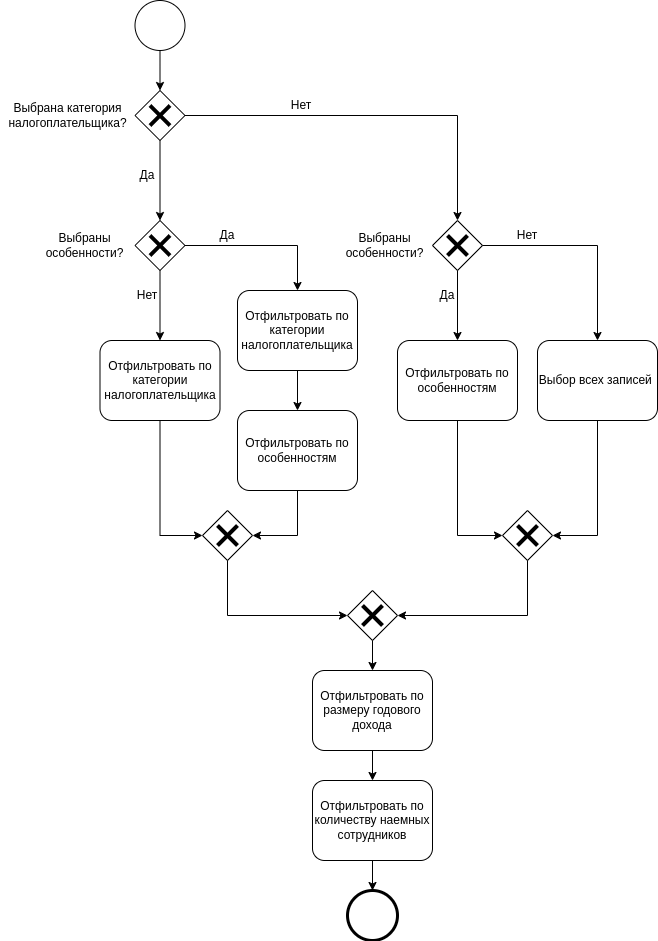 Нет
Выбрана категория
налогоплательщика?
Да
Выбраны
особенности?
Да
Выбраны
особенности?
Нет
Нет
Да
Отфильтровать по
категории
налогоплательщика
Отфильтровать по
категории
налогоплательщика
Отфильтровать по
особенностям
Выбор всех записей
Отфильтровать по
особенностям
Отфильтровать по
размеру годового
дохода
Отфильтровать по
количеству наемных
сотрудников